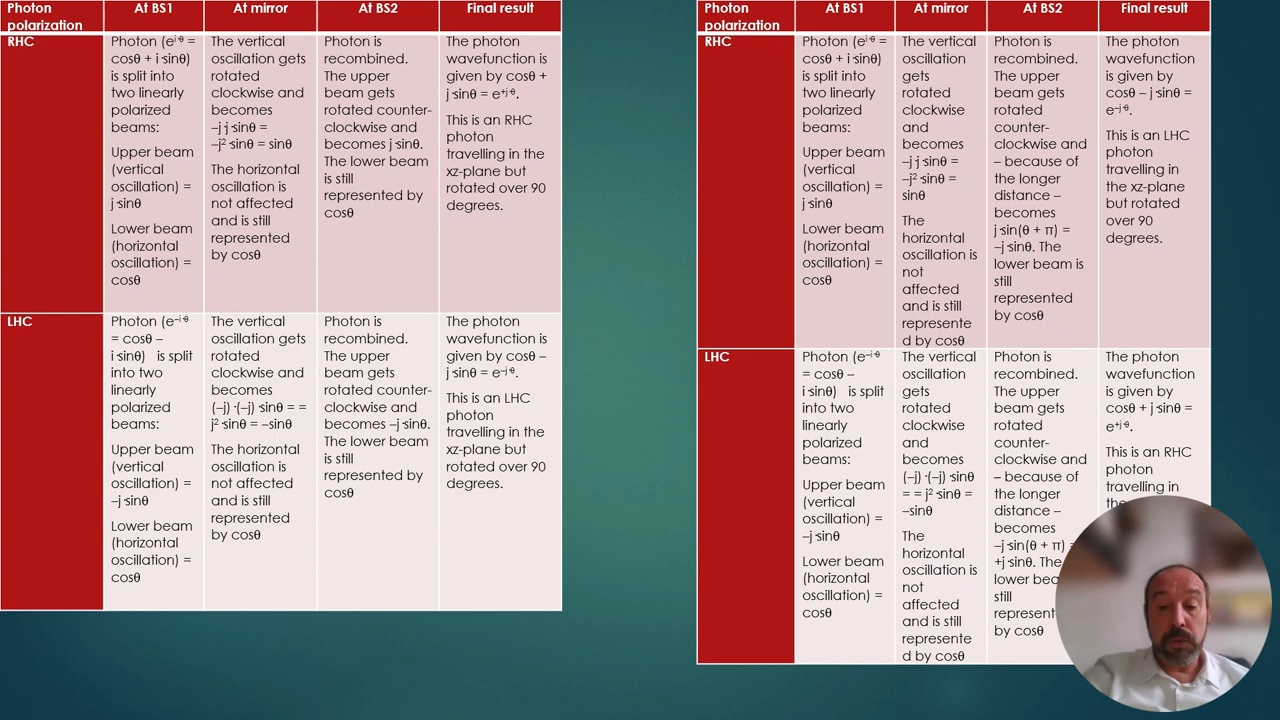 Photon
polarization
At BS1
At mirror
At BS2
Final result
RHC
Photon (eⁱ·θ =
cosθ + i·sinθ)
is split into
two linearly
polarized
beams:
Upper beam
(vertical
oscillation) =
j·sinθ
Lower beam
(horizontal
oscillation) =
cosθ
The vertical
oscillation gets
rotated
clockwise and
becomes
–j·j·sinθ =
–j²·sinθ = sinθ
The horizontal
oscillation is
not affected
and is still
represented
by cosθ
Photon is
recombined.
The upper
beam gets
rotated counter-
clockwise and
becomes j·sinθ.
The lower beam
is still
represented by
cosθ
The photon
wavefunction is
given by cosθ +
j·sinθ = e⁺ʲ·θ.
This is an RHC
photon
travelling in the
xz-plane but
rotated over 90
degrees.
LHC
Photon (e⁻ⁱ·θ
= cosθ –
i·sinθ) is split
into two
linearly
polarized
beams:
Upper beam
(vertical
oscillation) =
–j·sinθ
Lower beam
(horizontal
oscillation) =
cosθ
The vertical
oscillation gets
rotated
clockwise and
becomes
(–j)·(–j)·sinθ = =
j²·sinθ = –sinθ
The horizontal
oscillation is
not affected
and is still
represented
by cosθ
Photon is
recombined.
The upper
beam gets
rotated counter-
clockwise and
becomes –j·sinθ.
The lower beam
is still
represented by
cosθ
The photon
wavefunction is
given by cosθ –
j·sinθ = e⁻ʲ·θ.
This is an LHC
photon
travelling in the
xz-plane but
rotated over 90
degrees.
Photon
polarization
At BS1
At mirror
At BS2
Final result
RHC
Photon (eⁱ·θ =
cosθ + i·sinθ)
is split into
two linearly
polarized
beams:
Upper beam
(vertical
oscillation) =
j·sinθ
Lower beam
(horizontal
oscillation) =
cosθ
The vertical
oscillation
gets
rotated
clockwise
and
becomes
–j·j·sinθ =
–j²·sinθ =
sinθ
The
horizontal
oscillation is
not
affected
and is still
represente
d by cosθ
Photon is
recombined.
The upper
beam gets
rotated
counter-
clockwise and
– because of
the longer
distance –
becomes
j·sin(θ + π) =
–j·sinθ. The
lower beam is
still
represented
by cosθ
The photon
wavefunction
is given by
cosθ – j·sinθ =
e⁻ʲ·θ.
This is an LHC
photon
travelling in
the xz-plane
but rotated
over 90
degrees.
LHC
Photon (e⁻ⁱ·θ
= cosθ –
i·sinθ) is split
into two
linearly
polarized
beams:
Upper beam
(vertical
oscillation) =
–j·sinθ
Lower beam
(horizontal
oscillation) =
cosθ
The vertical
oscillation
gets
rotated
clockwise
and
becomes
(–j)·(–j)·sinθ
= = j²·sinθ =
–sinθ
The
horizontal
oscillation is
not
affected
and is still
represente
d by cosθ
Photon is
recombined.
The upper
beam gets
rotated
counter-
clockwise and
– because of
the longer
distance –
becomes
–j·sin(θ + π) =
+j·sinθ. The
lower
still
by cosθ
The photon
wavefunction
is given by
cosθ + j·sinθ =
e⁺ʲ·θ.
This is an RHC
photon
travelling in